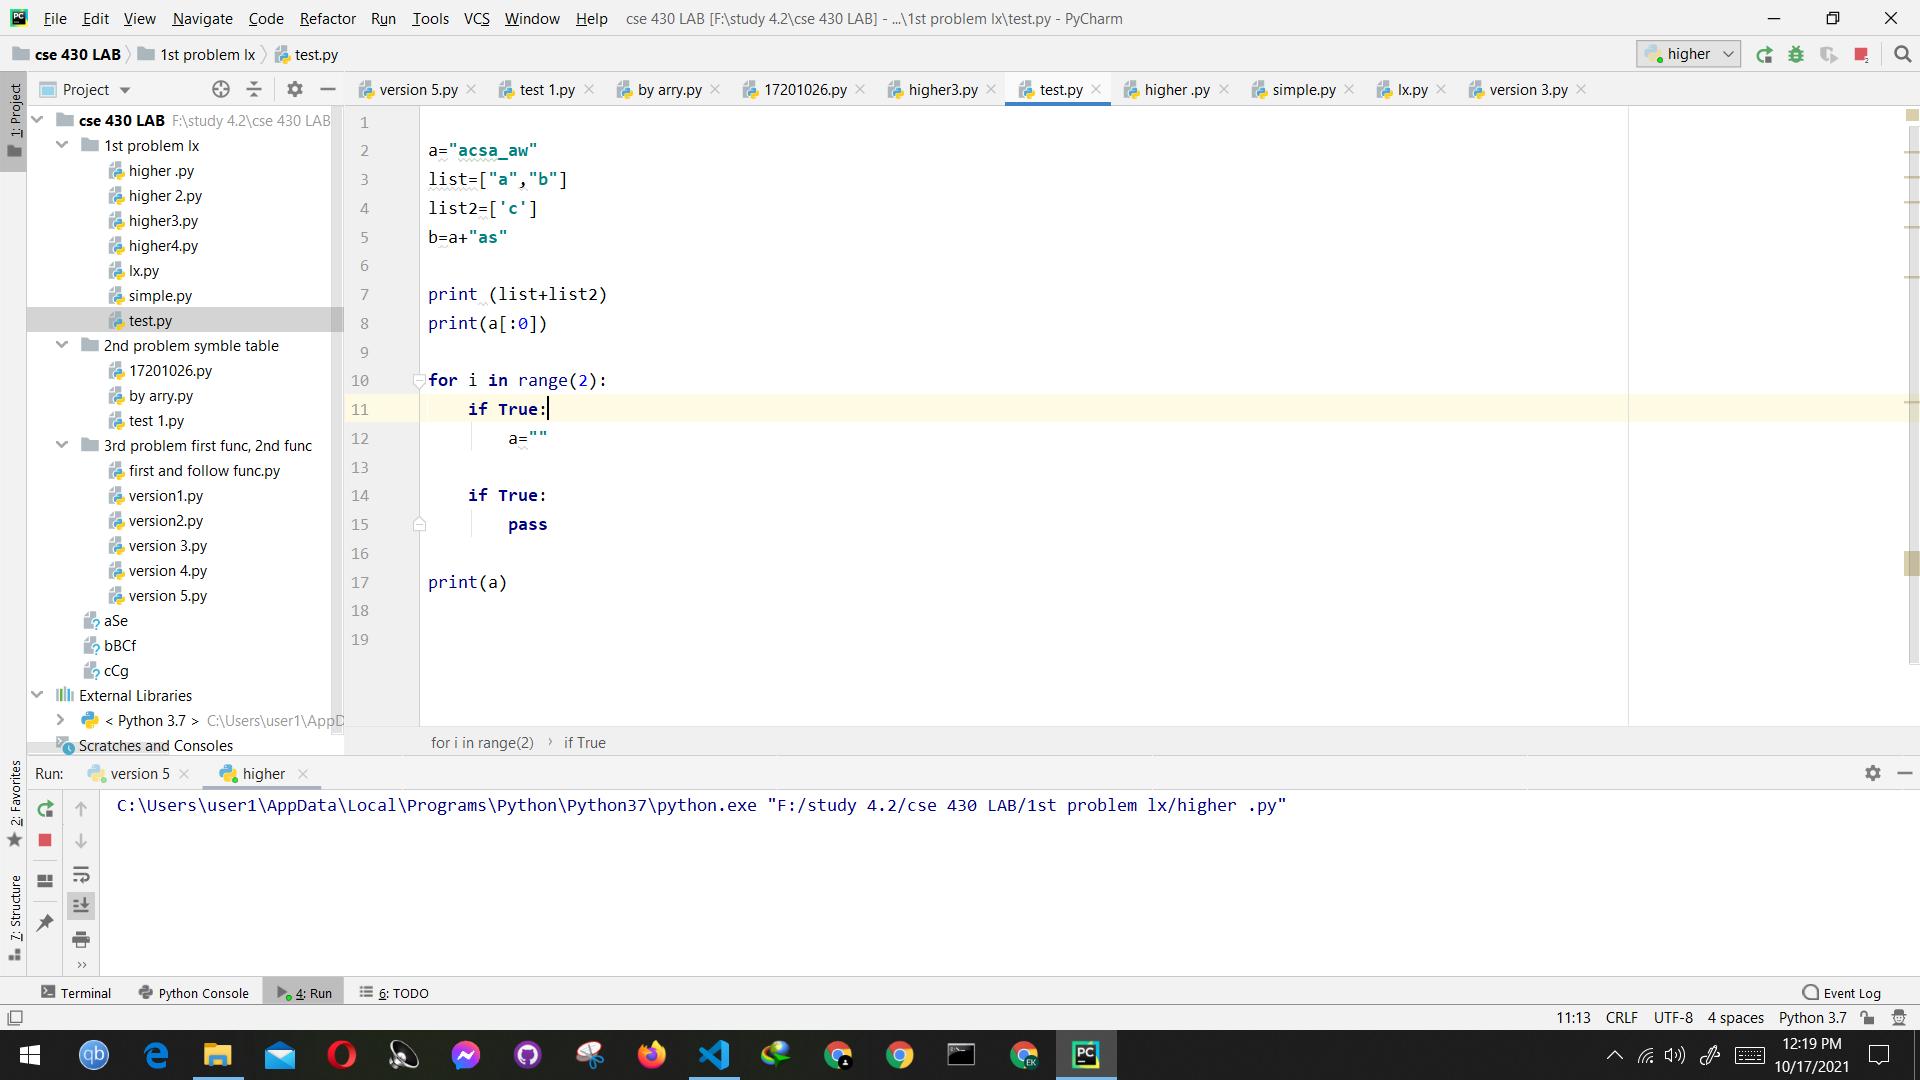 File Edit View Navigate Code Refactor Run Tools VCS Window Help cse 430 LAB [F:\study 4.2\cse 430 LAB] - ...\1st problem lx\test.py - PyCharm
cse 430 LAB 1st problem lx test.py higher
1: Project
Project
version 5.py test 1.py by arry.py 17201026.py higher3.py test.py higher .py simple.py lx.py version 3.py
cse 430 LAB F:\study 4.2\cse 430 LAB
1st problem lx
higher .py
higher 2.py
higher3.py
higher4.py
lx.py
simple.py
test.py
2nd problem symble table
17201026.py
by arry.py
test 1.py
3rd problem first func, 2nd func
first and follow func.py
version1.py
version2.py
version 3.py
version 4.py
version 5.py
aSe
bBCf
cCg
External Libraries
< Python 3.7 > C:\Users\user1\AppD
Scratches and Consoles
1
2 a="acsa_aw"
3 list=["a","b"]
4 list2=['c']
5 b=a+"as"
6
7 print (list+list2)
8 print(a[:0])
9
10 for i in range(2):
11 if True:
12 a=""
13
14 if True:
15 pass
16
17 print(a)
18
19
for i in range(2) › if True
2: Favorites
7: Structure
Run: version 5 higher
C:\Users\user1\AppData\Local\Programs\Python\Python37\python.exe "F:/study 4.2/cse 430 LAB/1st problem lx/higher .py"
Terminal Python Console 4: Run 6: TODO Event Log
11:13 CRLF UTF-8 4 spaces Python 3.7
12:19 PM
10/17/2021